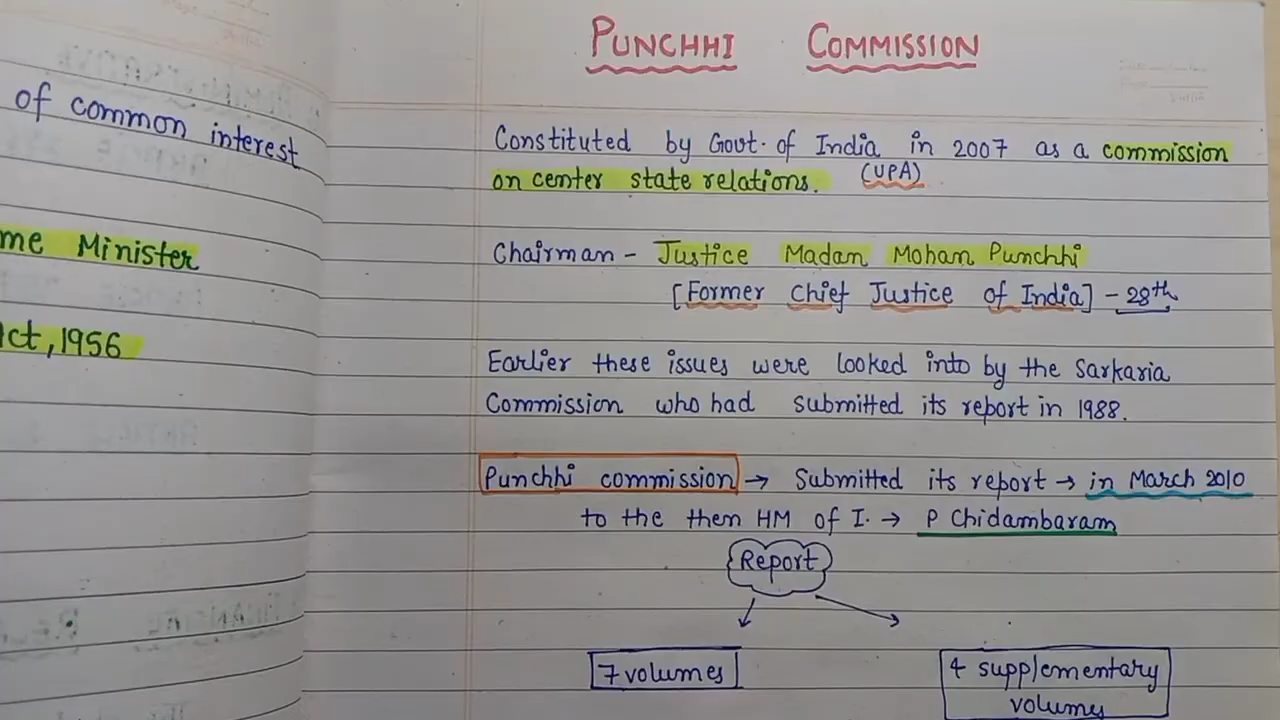 of common interest
me Minister
Act, 1956
PUNCHHI COMMISSION
Constituted by Govt. of India in 2007 as a commission
on center state relations. (UPA)
Chairman - Justice Madan Mohan Punchhi
[Former Chief Justice of India] - 28th
Earlier these issues were looked into by the Sarkaria
Commission who had submitted its report in 1988.
Punchhi commission → Submitted its report → in March 2010
to the then HM of I. → P Chidambaram
Report
7 volumes
4 supplementary
volumes